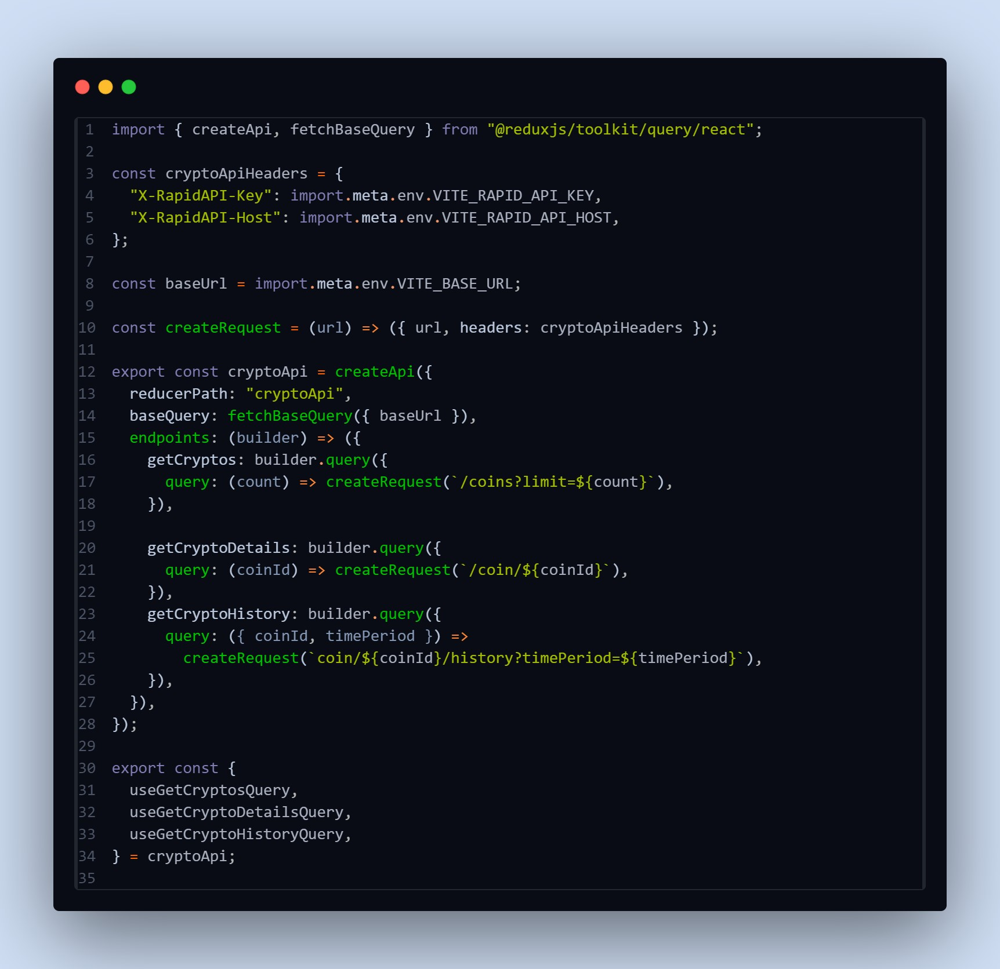 1 import { createApi, fetchBaseQuery } from "@reduxjs/toolkit/query/react";
2
3 const cryptoApiHeaders = {
4   "X-RapidAPI-Key": import.meta.env.VITE_RAPID_API_KEY,
5   "X-RapidAPI-Host": import.meta.env.VITE_RAPID_API_HOST,
6 };
7
8 const baseUrl = import.meta.env.VITE_BASE_URL;
9
10 const createRequest = (url) => ({ url, headers: cryptoApiHeaders });
11
12 export const cryptoApi = createApi({
13   reducerPath: "cryptoApi",
14   baseQuery: fetchBaseQuery({ baseUrl }),
15   endpoints: (builder) => ({
16     getCryptos: builder.query({
17       query: (count) => createRequest(`/coins?limit=${count}`),
18     }),
19
20     getCryptoDetails: builder.query({
21       query: (coinId) => createRequest(`/coin/${coinId}`),
22     }),
23     getCryptoHistory: builder.query({
24       query: ({ coinId, timePeriod }) =>
25         createRequest(`coin/${coinId}/history?timePeriod=${timePeriod}`),
26     }),
27   }),
28 });
29
30 export const {
31   useGetCryptosQuery,
32   useGetCryptoDetailsQuery,
33   useGetCryptoHistoryQuery,
34 } = cryptoApi;
35